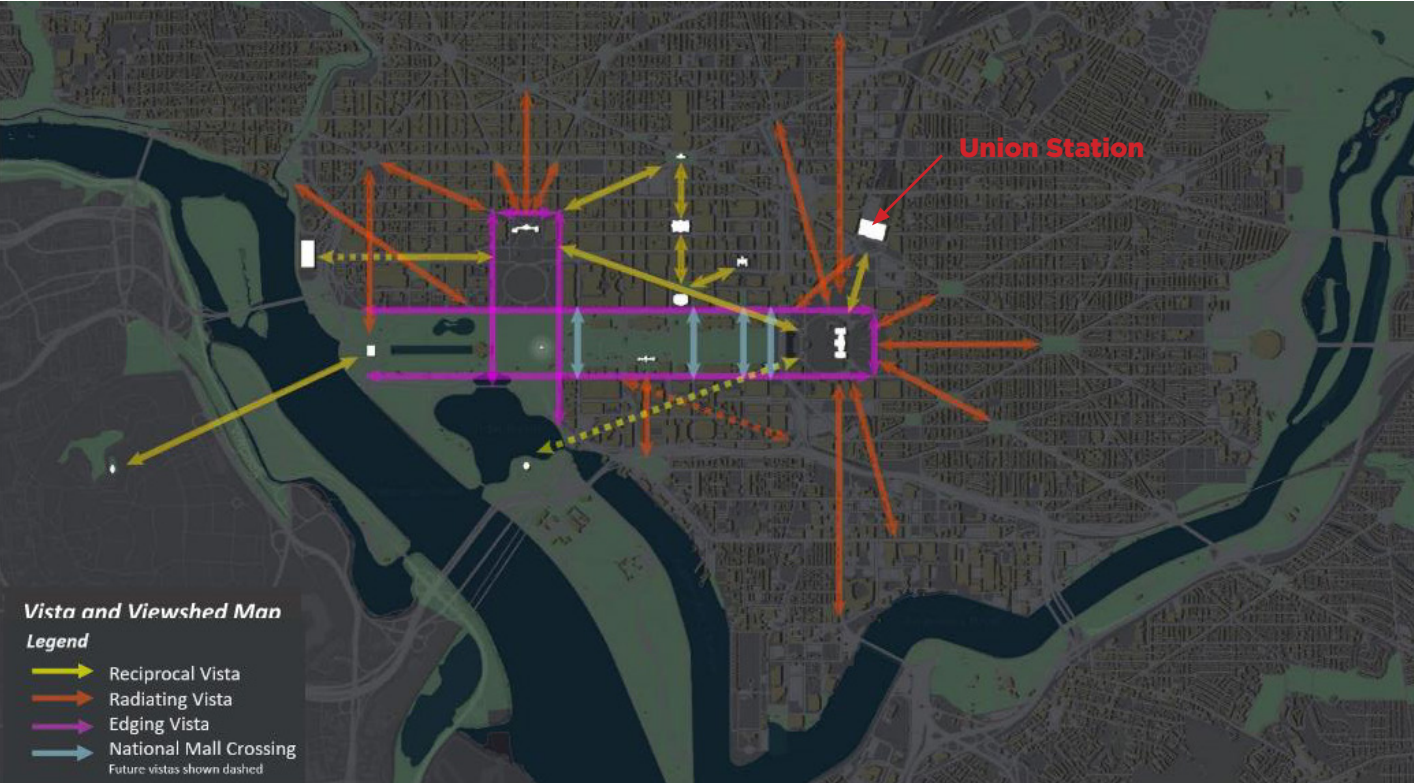 Union Station
Vista and Viewshed Map
Legend
Reciprocal Vista
Radiating Vista
Edging Vista
National Mall Crossing
Future vistas shown dashed